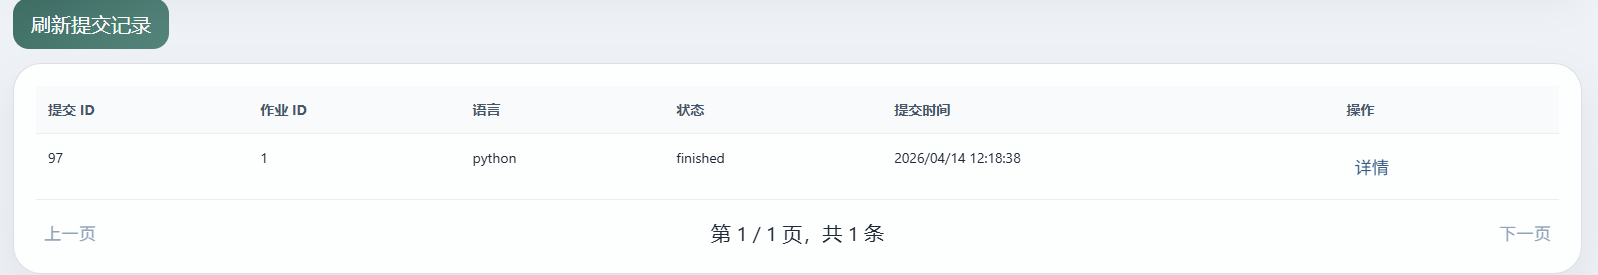 刷新提交记录
提交 ID 作业 ID 语言 状态 提交时间 操作
97 1 python finished 2026/04/14 12:18:38 详情
上一页 第 1 / 1 页，共 1 条 下一页